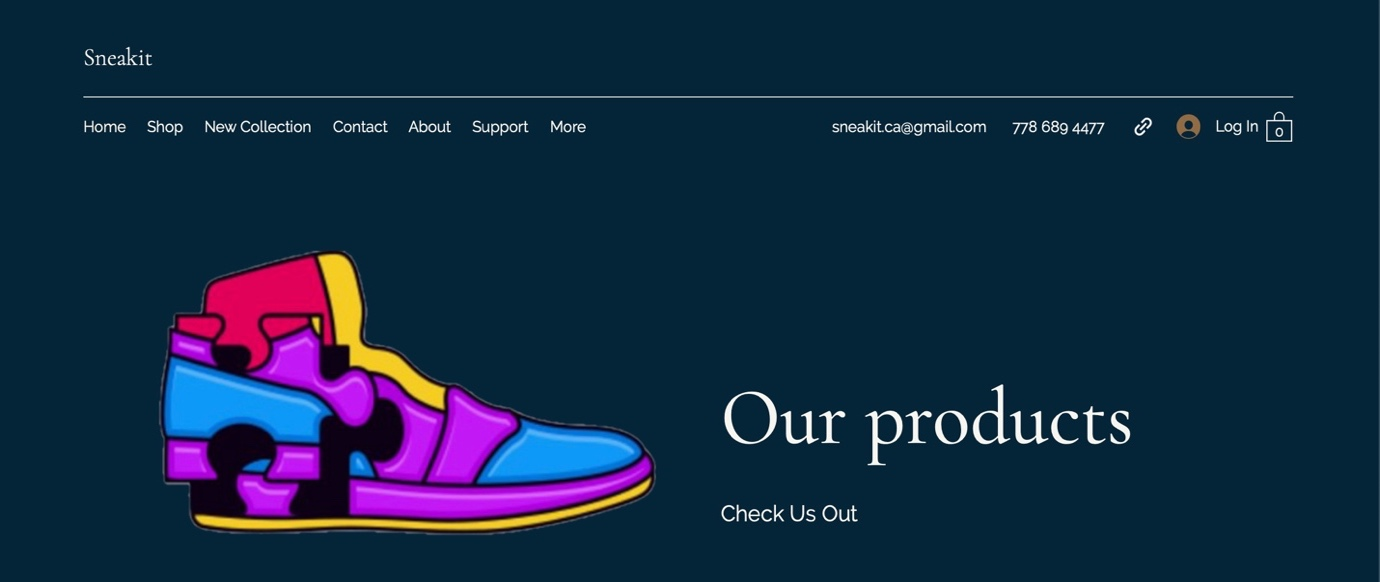 Sneakit
Home Shop New Collection Contact About Support More sneakit.ca@gmail.com 778 689 4477 Log In 0
Our products
Check Us Out